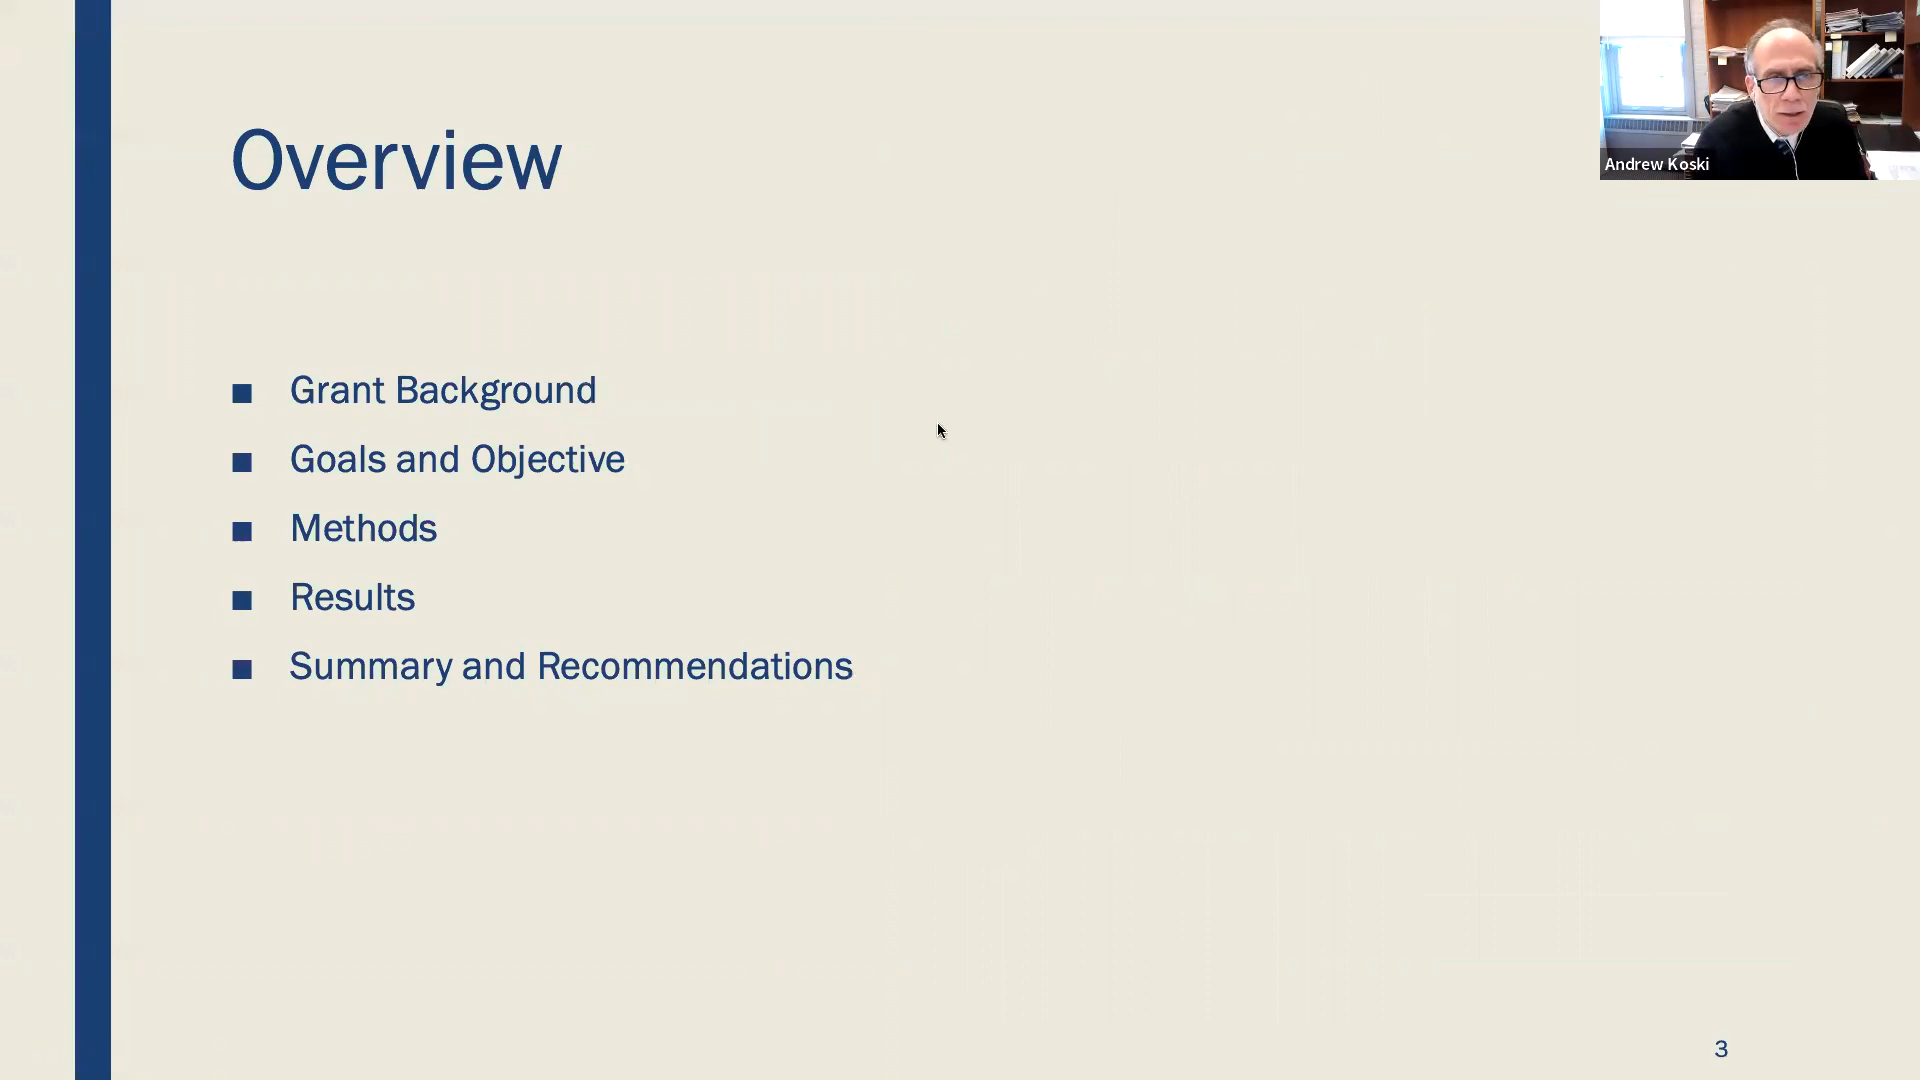 Overview
Andrew Koski
■ Grant Background
■ Goals and Objective
■ Methods
■ Results
■ Summary and Recommendations
3